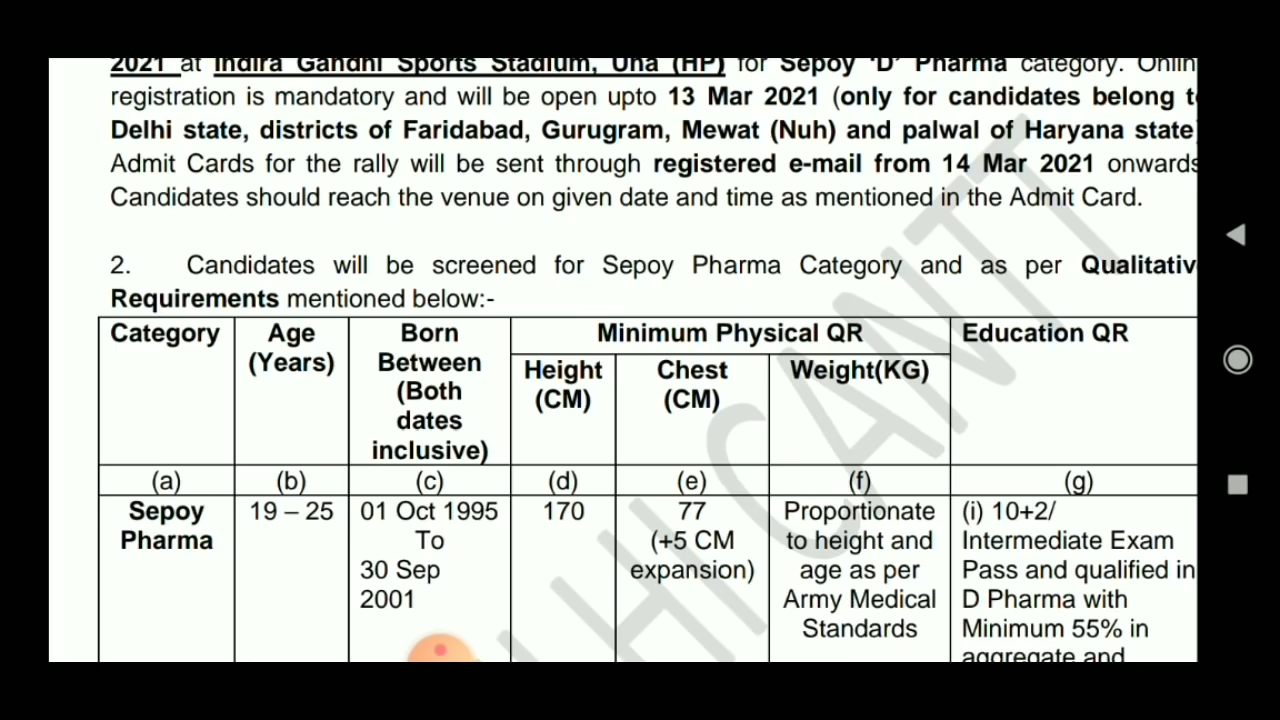 2021 at Indira Gandhi Sports Stadium, Una (HP) for Sepoy 'D' Pharma category. Onlin
registration is mandatory and will be open upto 13 Mar 2021 (only for candidates belong t
Delhi state, districts of Faridabad, Gurugram, Mewat (Nuh) and palwal of Haryana state)
Admit Cards for the rally will be sent through registered e-mail from 14 Mar 2021 onwards
Candidates should reach the venue on given date and time as mentioned in the Admit Card.
2. Candidates will be screened for Sepoy Pharma Category and as per Qualitativ
Requirements mentioned below:-
Category
Age
(Years)
Born
Between
(Both
dates
inclusive)
Minimum Physical QR
Height
(CM)
Chest
(CM)
Weight(KG)
Education QR
(a) (b) (c) (d) (e) (f) (g)
Sepoy
Pharma
19 – 25
01 Oct 1995
To
30 Sep
2001
170
77
(+5 CM
expansion)
Proportionate
to height and
age as per
Army Medical
Standards
(i) 10+2/
Intermediate Exam
Pass and qualified in
D Pharma with
Minimum 55% in
aggregate and
HI CANTT